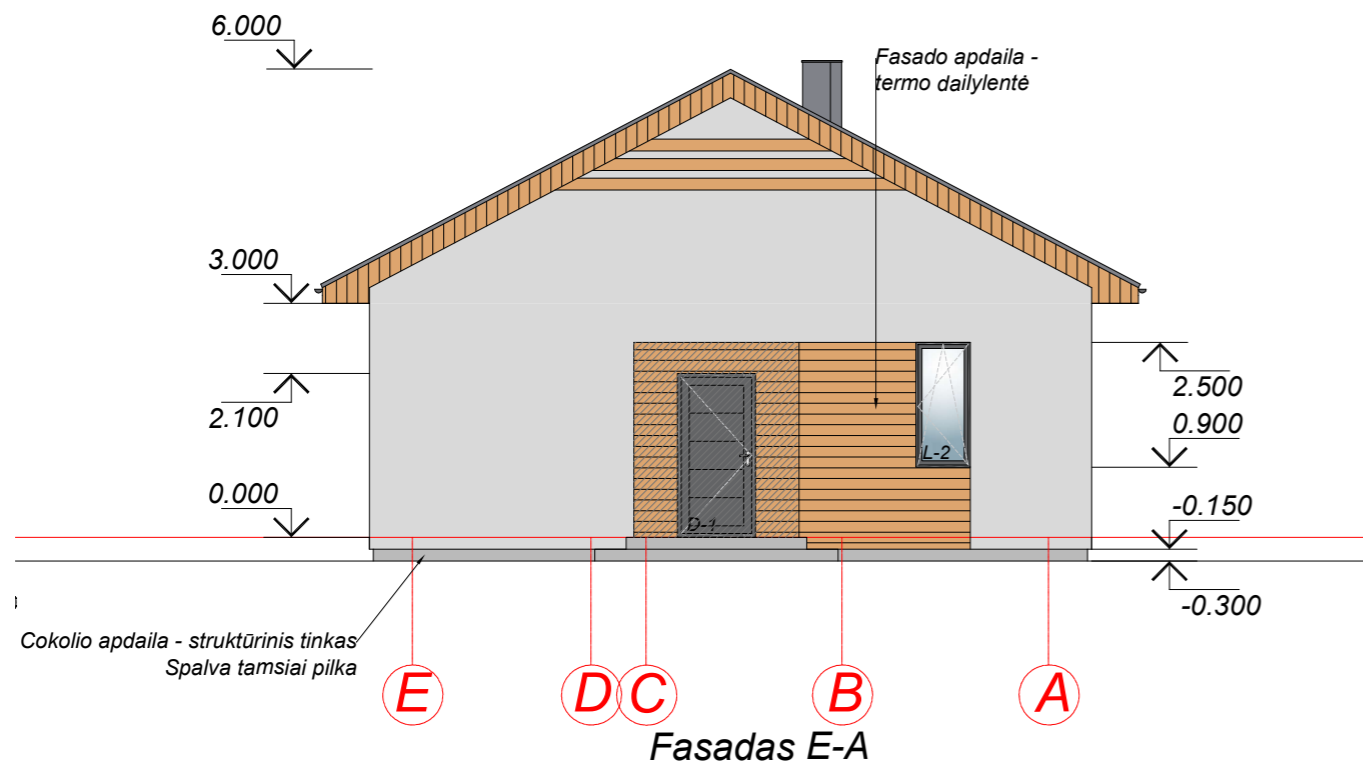 6.000
Fasado apdaila -
termo dailylentė
3.000
2.100
2.500
0.900
L-2
0.000
-0.150
D-1
-0.300
Cokolio apdaila - struktūrinis tinkas
Spalva tamsiai pilka
E D C B A
Fasadas E-A